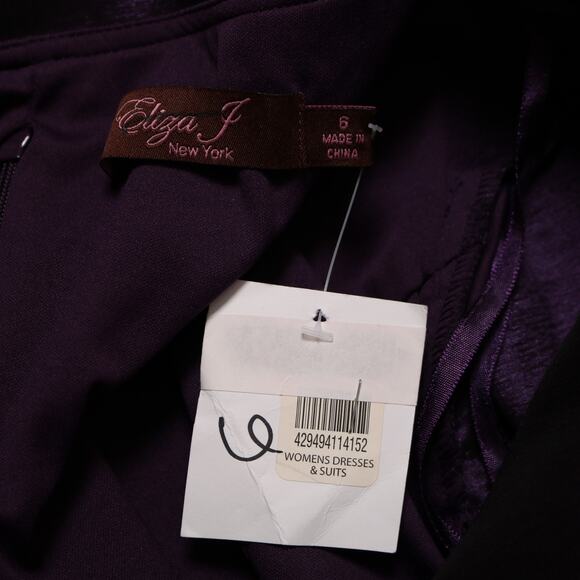 Eliza J
New York
6
MADE IN
CHINA
429494114152
WOMENS DRESSES
& SUITS